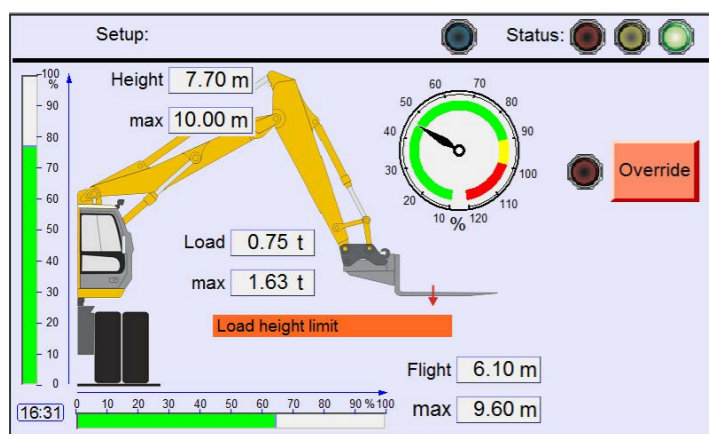 Setup:
Status:
Height 7.70 m
max 10.00 m
100
%
90
80
70
60
50
40
30
20
10
0
10
20
30
40
50
60
70
80
90
100
110
120
%
Override
Load 0.75 t
max 1.63 t
Load height limit
Flight 6.10 m
max 9.60 m
16:31
0 10 20 30 40 50 60 70 80 90 % 100